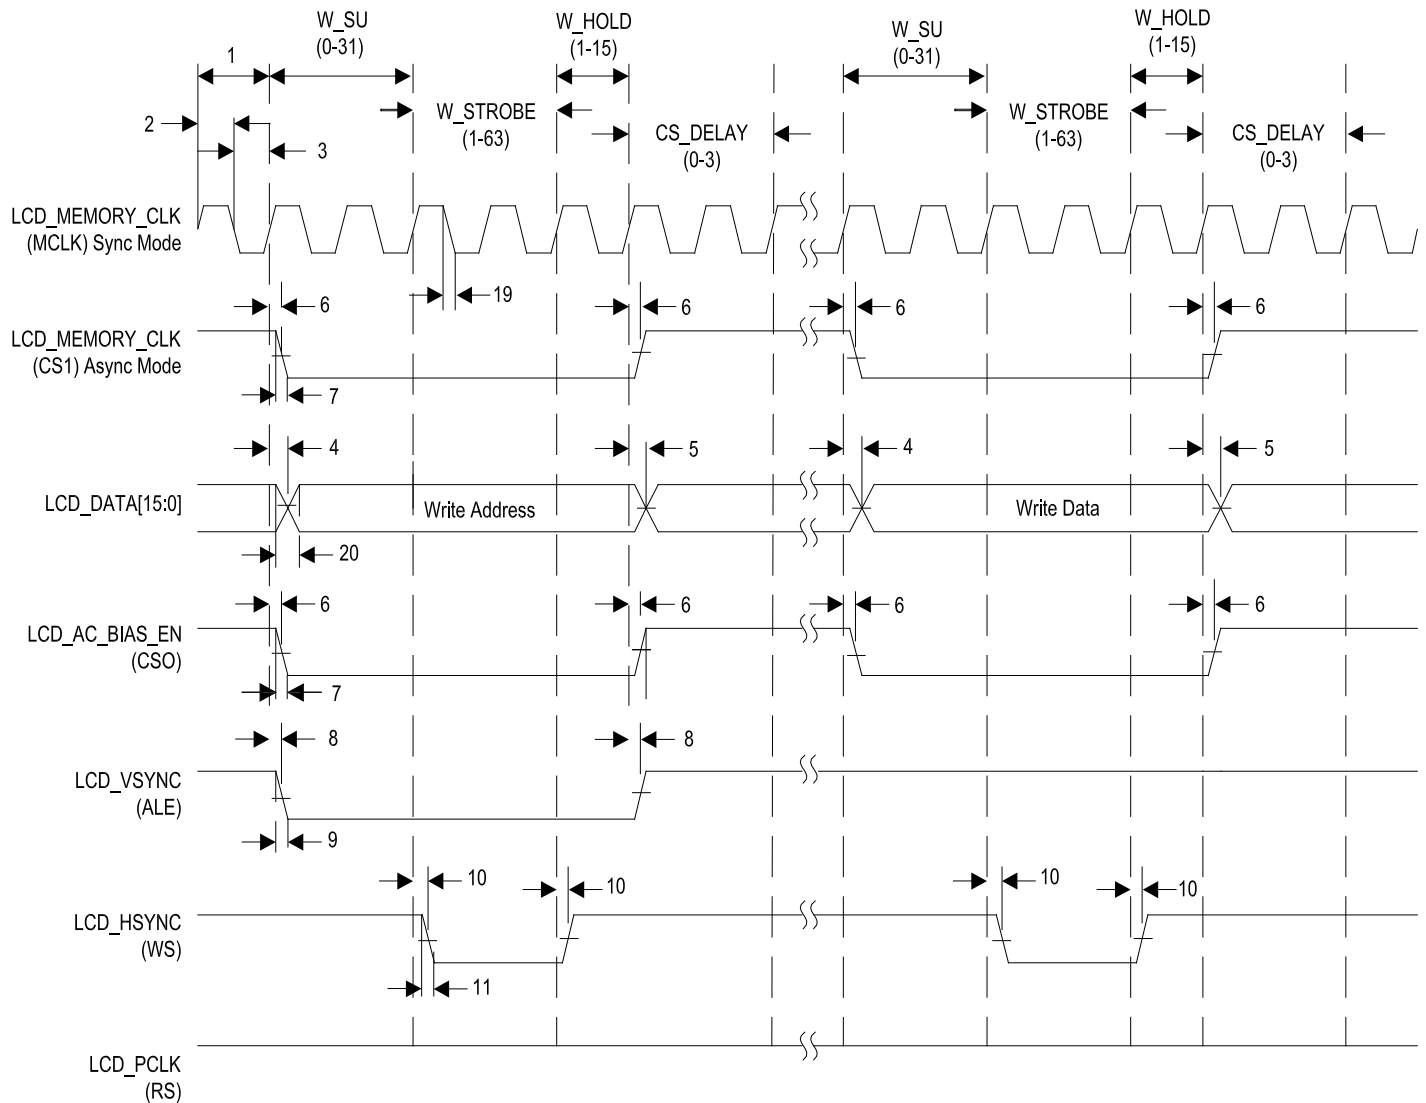 W_SU
(0-31)
W_HOLD
(1-15)
W_SU
(0-31)
W_HOLD
(1-15)
1
2
3
W_STROBE
(1-63)
CS_DELAY
(0-3)
W_STROBE
(1-63)
CS_DELAY
(0-3)
LCD_MEMORY_CLK
(MCLK) Sync Mode
19
6
6
6
6
LCD_MEMORY_CLK
(CS1) Async Mode
7
4
5
4
5
LCD_DATA[15:0]
Write Address
Write Data
20
6
6
6
6
LCD_AC_BIAS_EN
(CSO)
7
8
8
LCD_VSYNC
(ALE)
9
10
10
10
10
LCD_HSYNC
(WS)
11
LCD_PCLK
(RS)